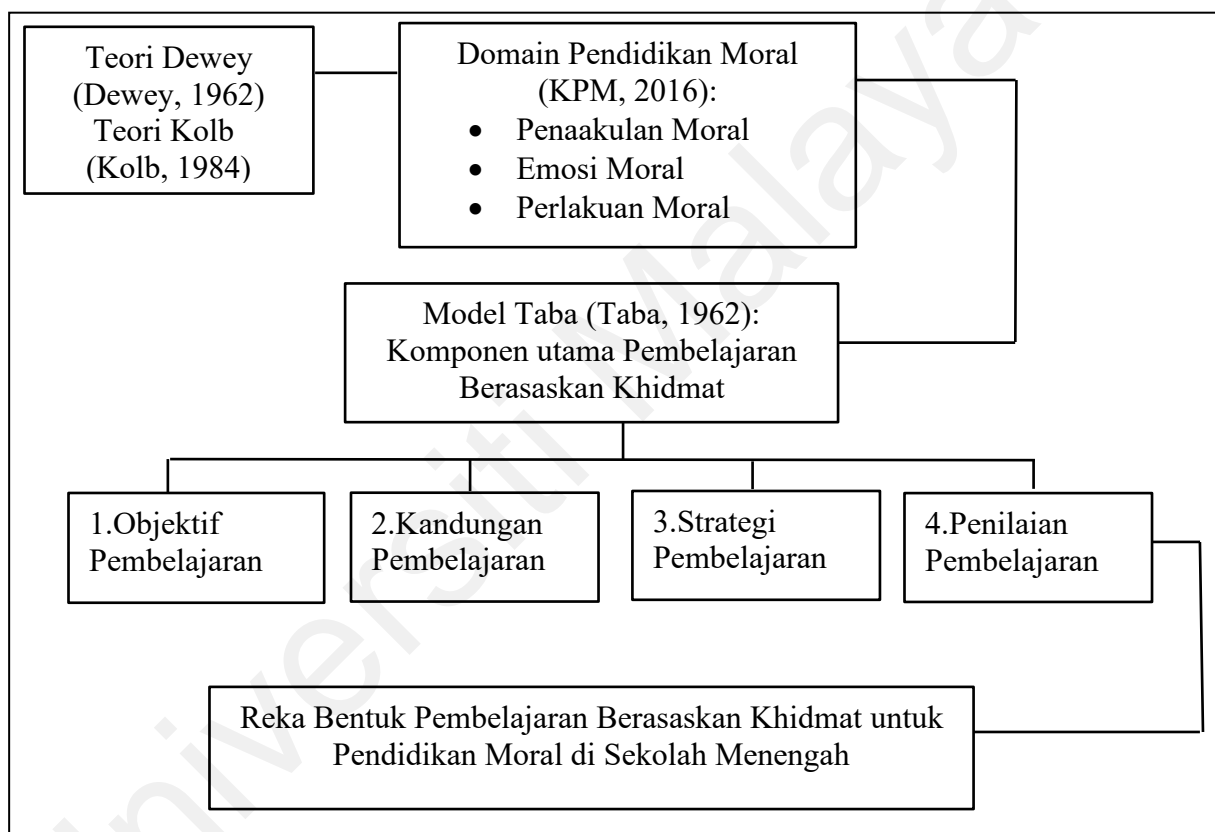 Teori Dewey
(Dewey, 1962)
Teori Kolb
(Kolb, 1984)
Domain Pendidikan Moral
(KPM, 2016):
• Penaakulan Moral
• Emosi Moral
• Perlakuan Moral
Model Taba (Taba, 1962):
Komponen utama Pembelajaran
Berasaskan Khidmat
1.Objektif
Pembelajaran
2.Kandungan
Pembelajaran
3.Strategi
Pembelajaran
4.Penilaian
Pembelajaran
Reka Bentuk Pembelajaran Berasaskan Khidmat untuk
Pendidikan Moral di Sekolah Menengah
niversiti Malaya